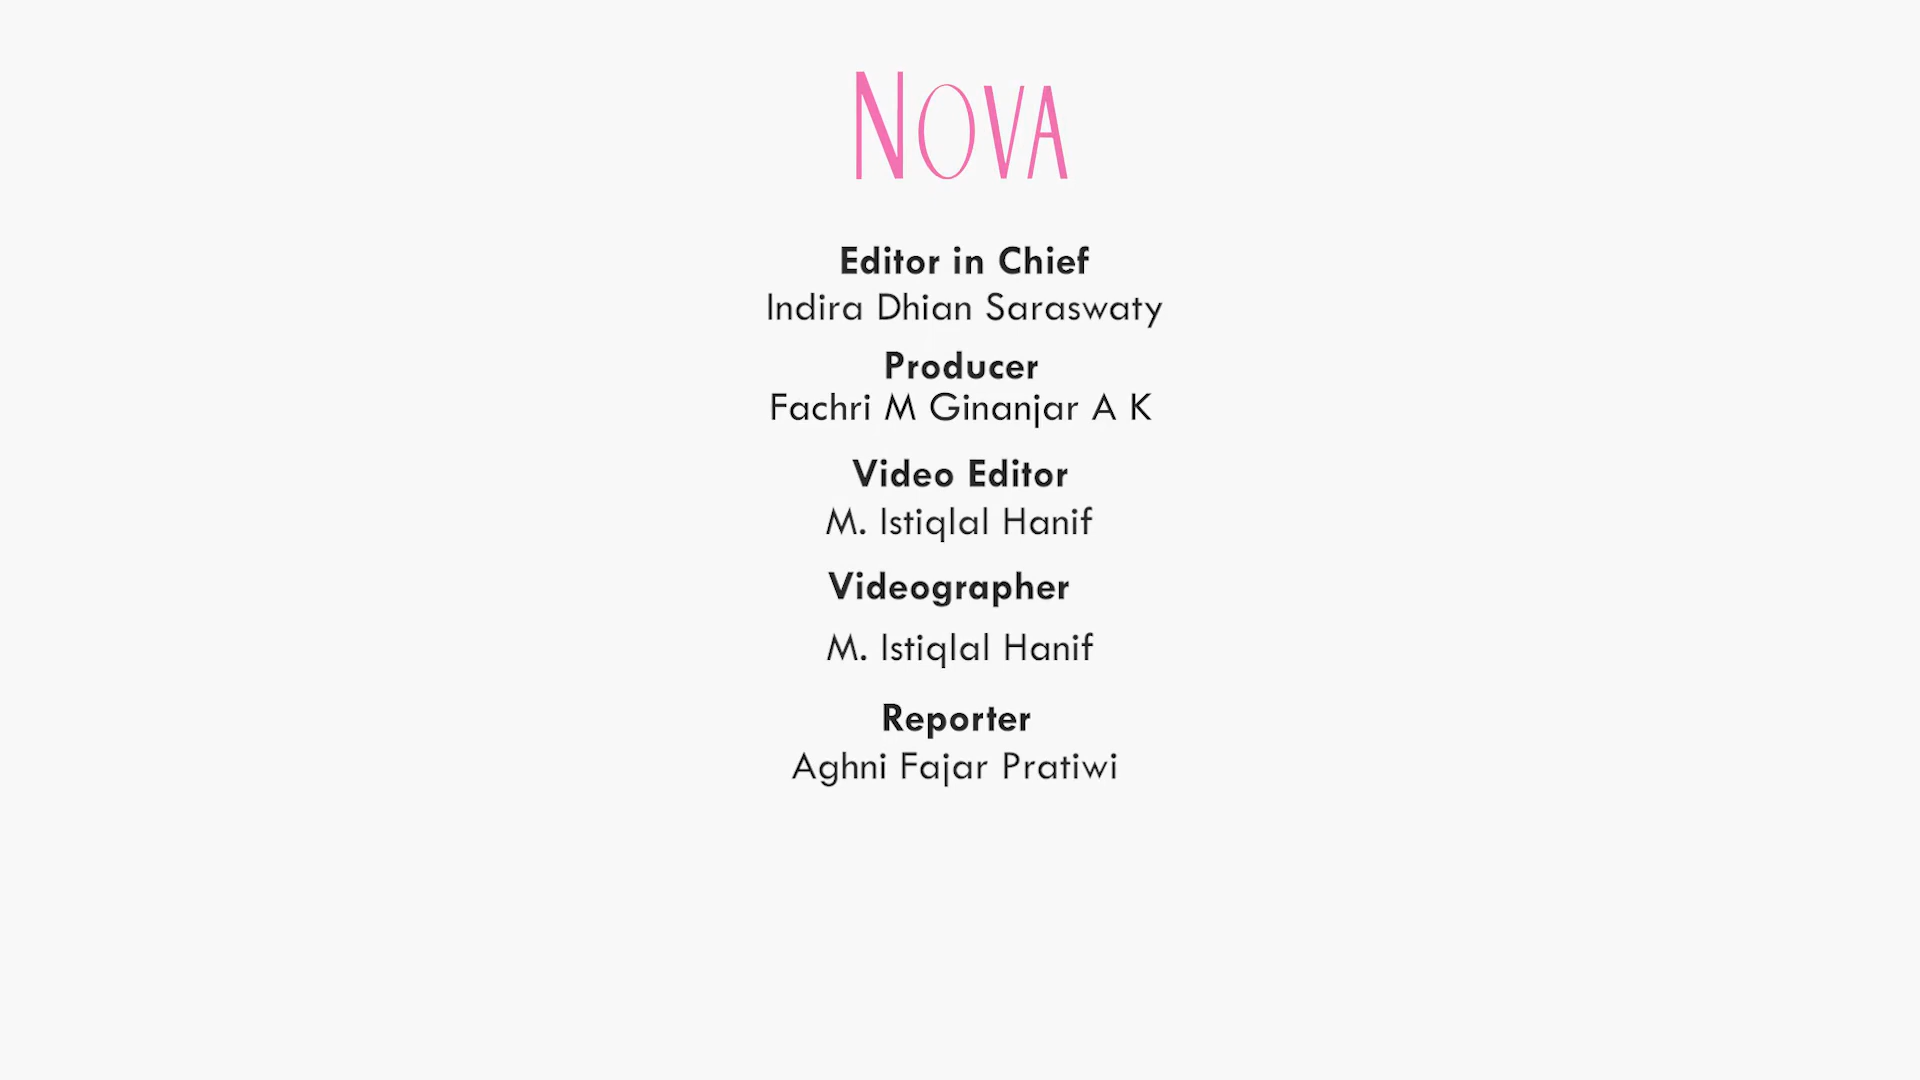 NOVA
Editor in Chief
Indira Dhian Saraswaty
Producer
Fachri M Ginanjar A K
Video Editor
M. Istiqlal Hanif
Videographer
M. Istiqlal Hanif
Reporter
Aghni Fajar Pratiwi